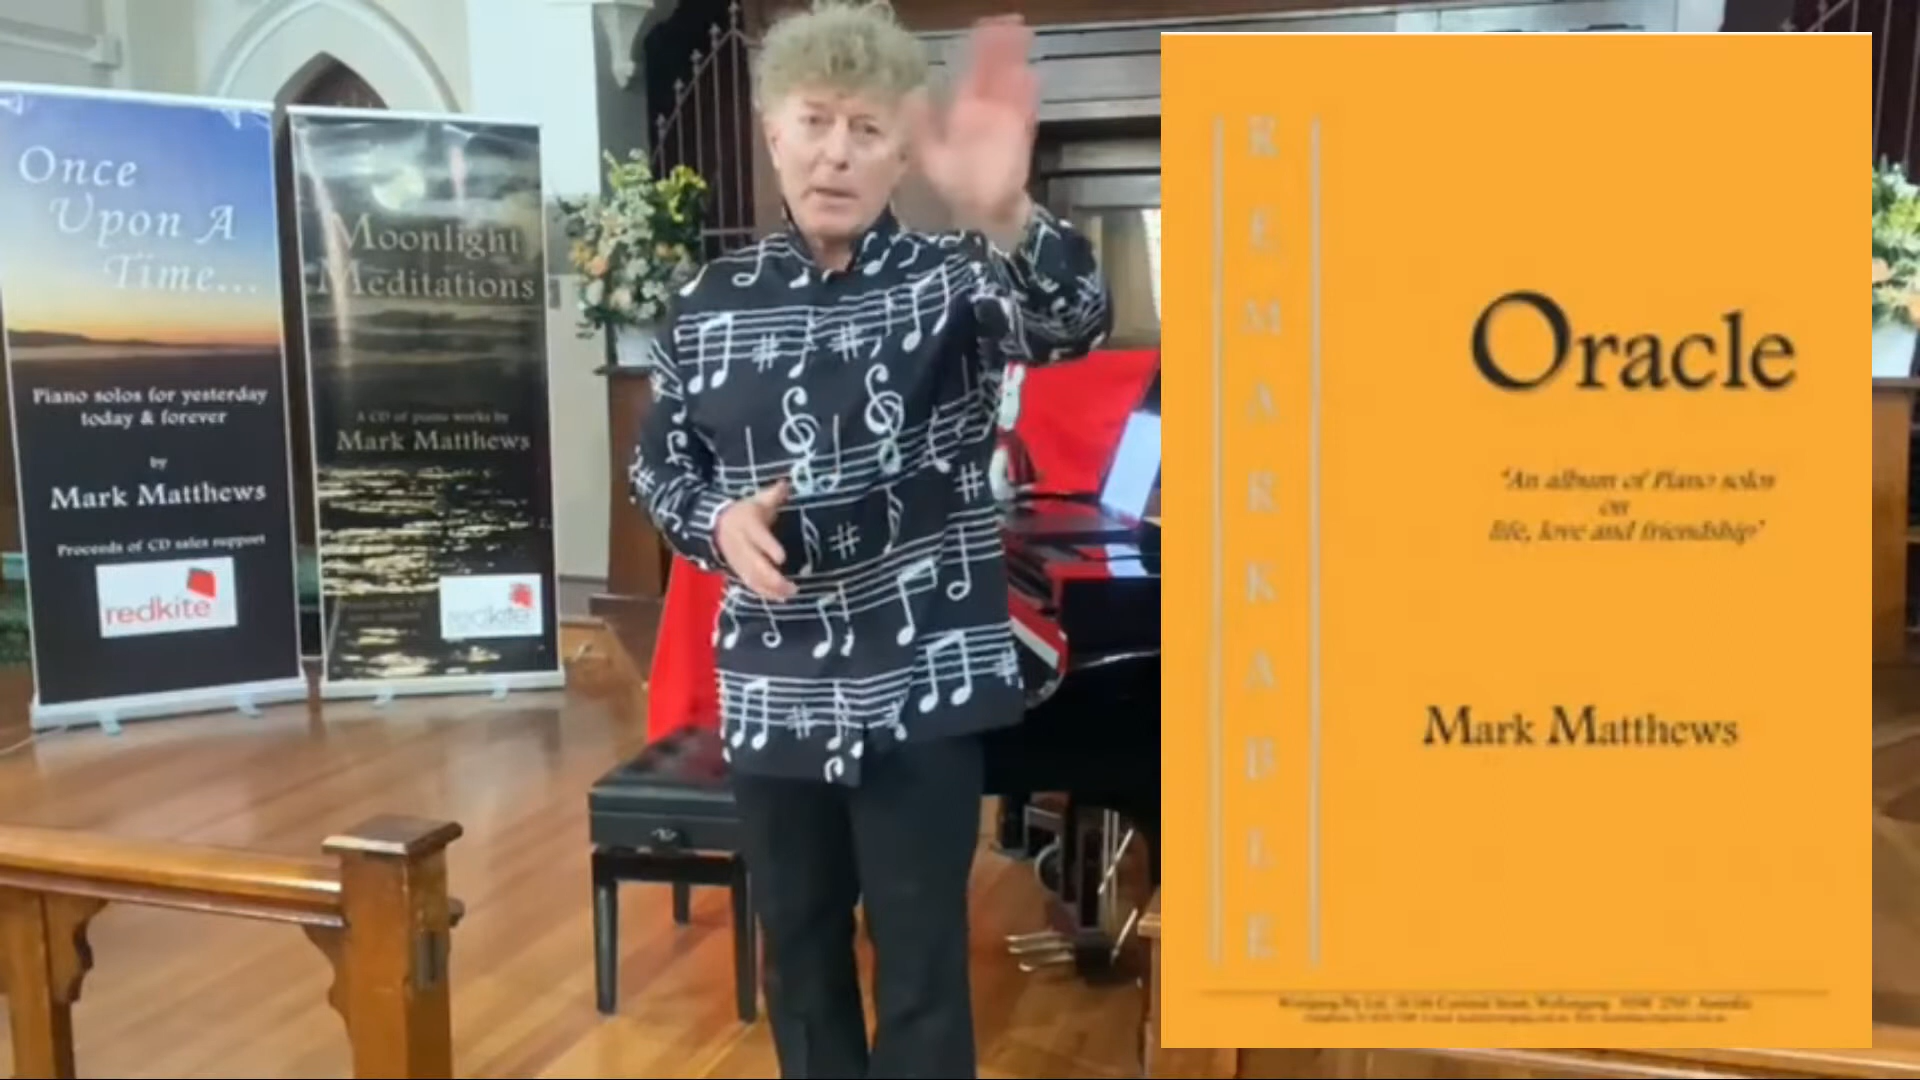 Once
Upon A
Time...
Piano solos for yesterday
today & forever
by
Mark Matthews
Proceeds of CD sales support
redkite
Moonlight
Meditations
A CD of piano works by
Mark Matthews
redkite
REMARKABLE
Oracle
"An album of Piano solos
on
life, love and friendship"
Mark Matthews